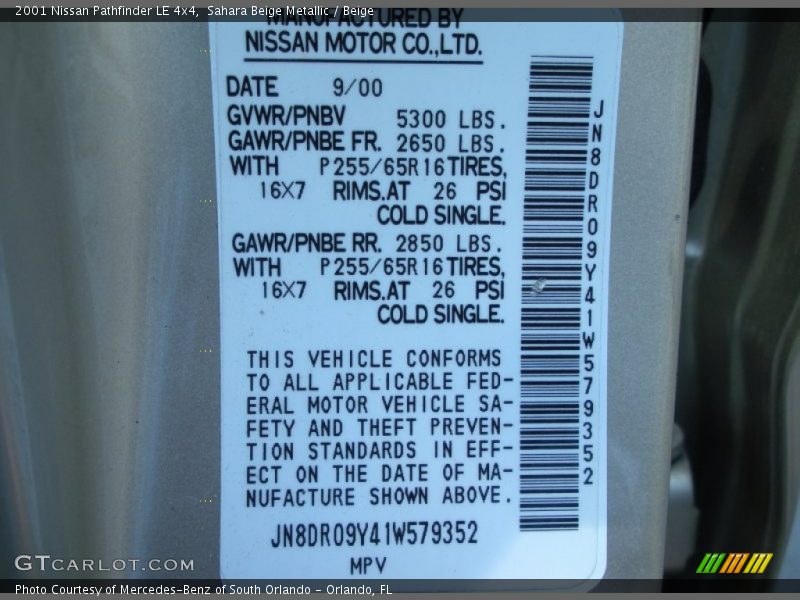 2001 Nissan Pathfinder LE 4x4, Sahara Beige Metallic / Beige
MANUFACTURED BY
NISSAN MOTOR CO.,LTD.
DATE 9/00
GVWR/PNBV 5300 LBS.
GAWR/PNBE FR. 2650 LBS.
WITH P255/65R16 TIRES,
16X7 RIMS.AT 26 PSI
COLD SINGLE.
GAWR/PNBE RR. 2850 LBS.
WITH P255/65R16 TIRES,
16X7 RIMS.AT 26 PSI
COLD SINGLE.
THIS VEHICLE CONFORMS
TO ALL APPLICABLE FED-
ERAL MOTOR VEHICLE SA-
FETY AND THEFT PREVEN-
TION STANDARDS IN EFF-
ECT ON THE DATE OF MA-
NUFACTURE SHOWN ABOVE.
JN8DR09Y41W579352
MPV
JN8DR09Y41W579352
GTCARLOT.COM
Photo Courtesy of Mercedes-Benz of South Orlando - Orlando, FL